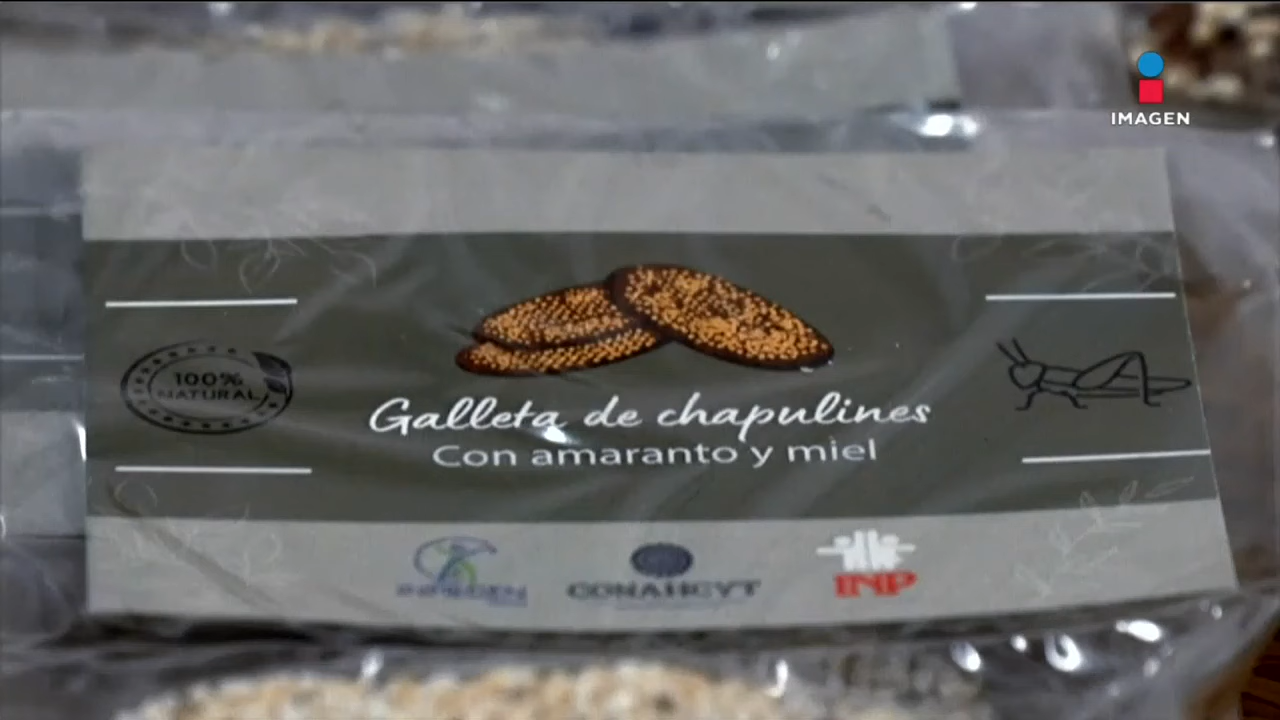 IMAGEN
100%
NATURAL
Galleta de chapulines
Con amaranto y miel
CONAHCYT
INP